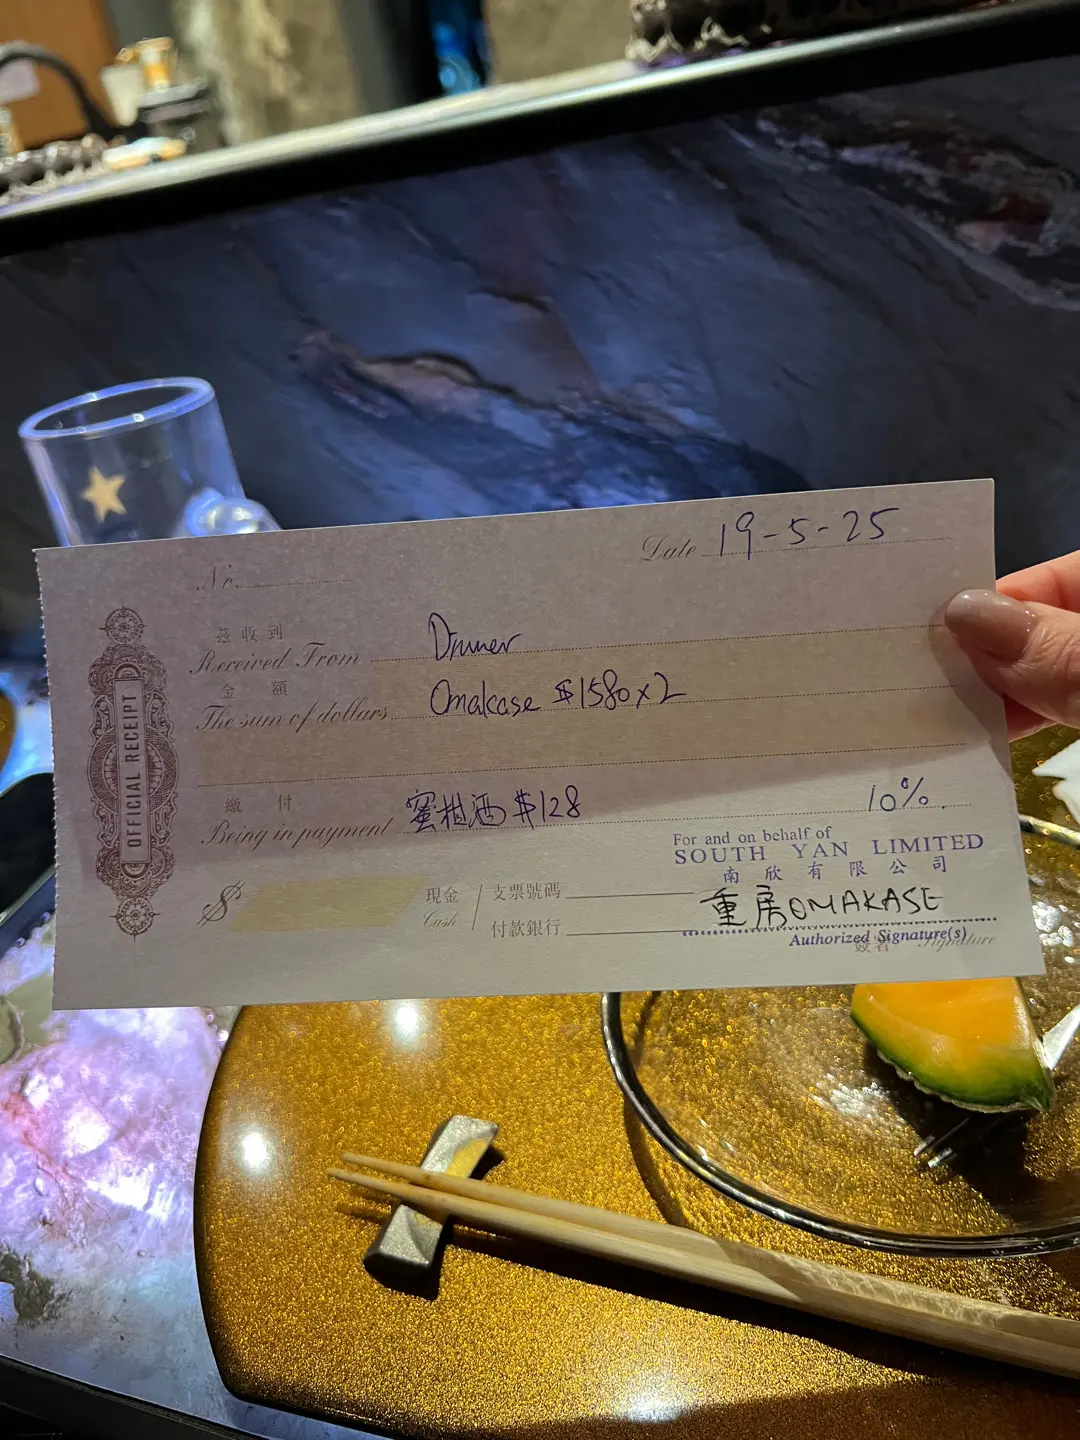 No.
Date 19-5-25
茲收到
Received From Dinner
金額
The sum of dollars Omakase $1580x2
OFFICIAL RECEIPT
繳付
Being in payment 蜜柑酒 $128 10%
For and on behalf of
SOUTH YAN LIMITED
南欣有限公司
$ 現金 Cash / 支票號碼
付款銀行
重房OMAKASE
Authorized Signature(s)
簽署 Signature